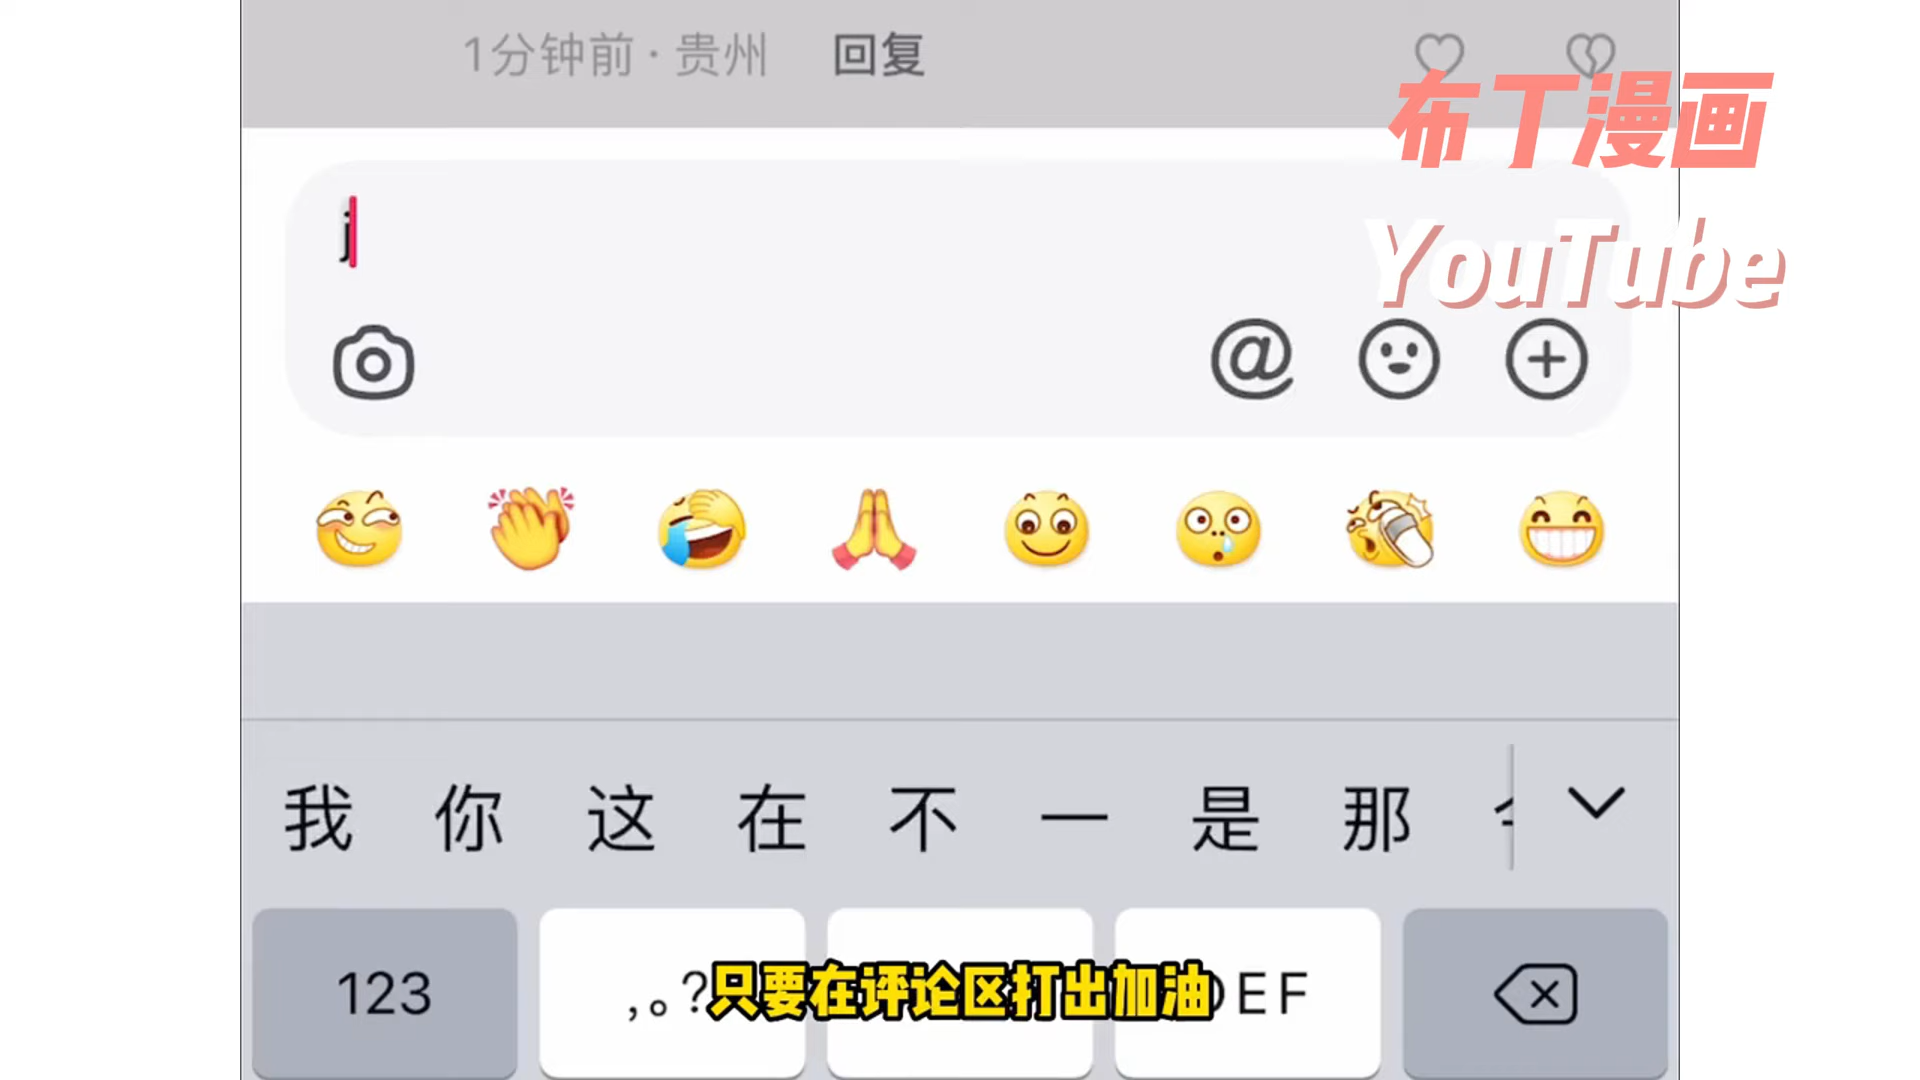 1分钟前 · 贵州 回复
布丁漫画
j
YouTube
@
我 你 这 在 不 一 是 那
123 ,。? DEF
只要在评论区打出加油